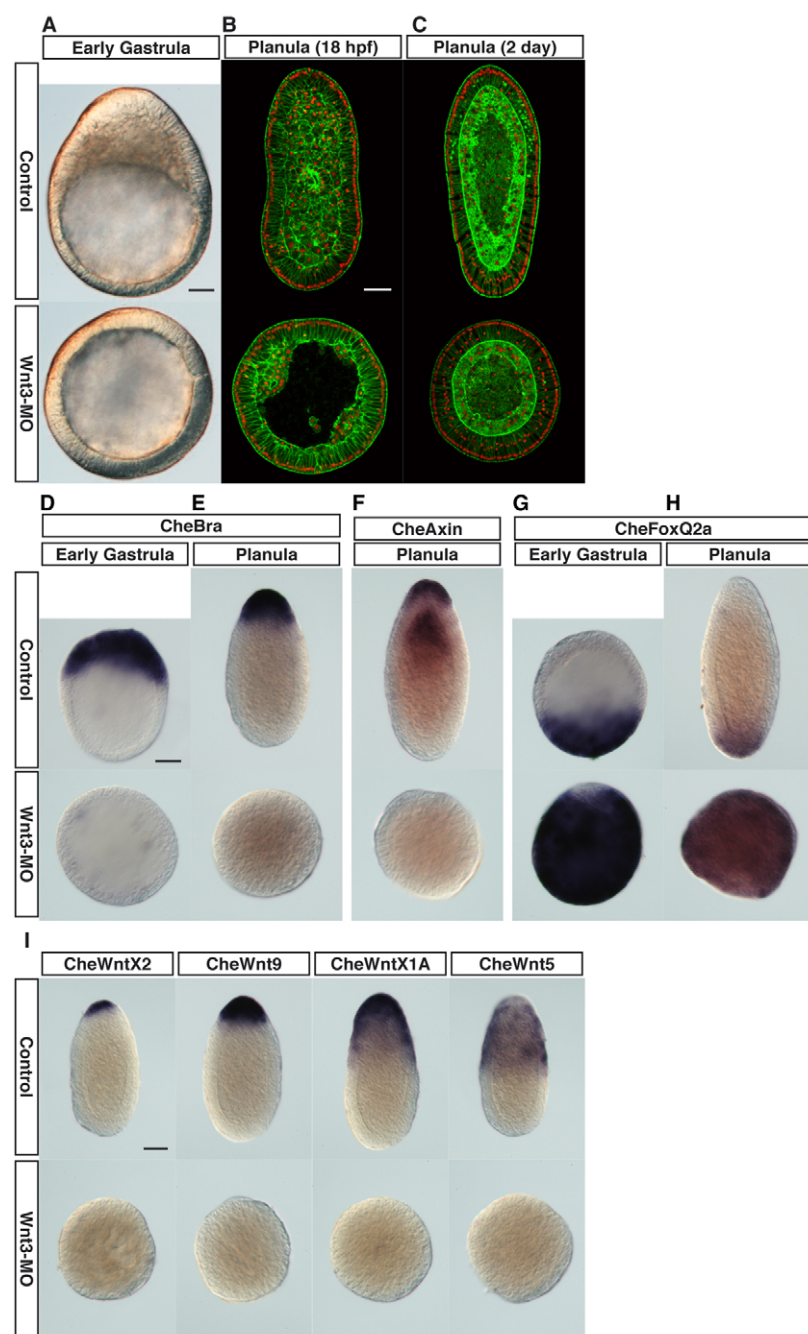 A B C
Early Gastrula Planula (18 hpf) Planula (2 day)
Control
Wnt3-MO
D E F G H
CheBra CheAxin CheFoxQ2a
Early Gastrula Planula Planula Early Gastrula Planula
Control
Wnt3-MO
I
CheWntX2 CheWnt9 CheWntX1A CheWnt5
Control
Wnt3-MO